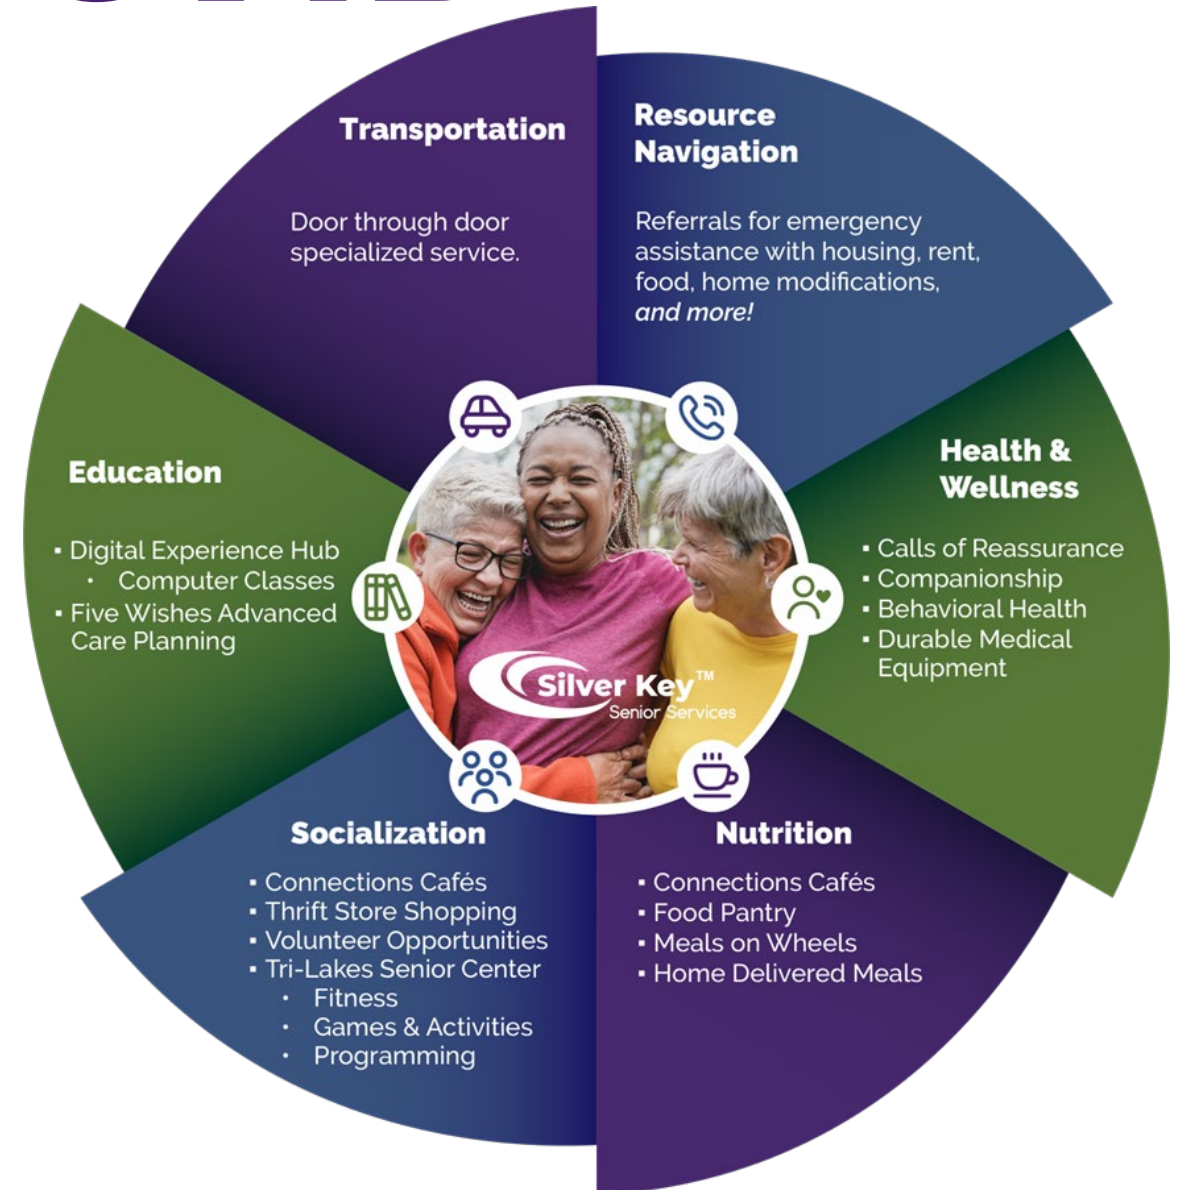 Transportation
Door through door
specialized service.
Resource
Navigation
Referrals for emergency
assistance with housing, rent,
food, home modifications,
and more!
Health &
Wellness
▪ Calls of Reassurance
▪ Companionship
▪ Behavioral Health
▪ Durable Medical
Equipment
Nutrition
▪ Connections Cafés
▪ Food Pantry
▪ Meals on Wheels
▪ Home Delivered Meals
Socialization
▪ Connections Cafés
▪ Thrift Store Shopping
▪ Volunteer Opportunities
▪ Tri-Lakes Senior Center
• Fitness
• Games & Activities
• Programming
Education
▪ Digital Experience Hub
• Computer Classes
▪ Five Wishes Advanced
Care Planning
Silver Key™
Senior Services